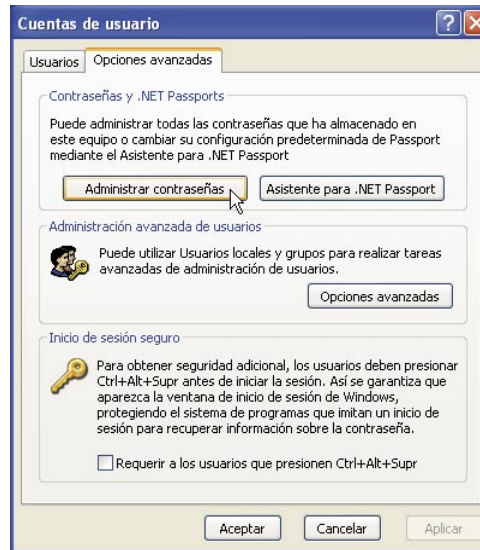 Cuentas de usuario
Usuarios Opciones avanzadas
Contraseñas y .NET Passports
Puede administrar todas las contraseñas que ha almacenado en
este equipo o cambiar su configuración predeterminada de Passport
mediante el Asistente para .NET Passport
Administrar contraseñas Asistente para .NET Passport
Administración avanzada de usuarios
Puede utilizar Usuarios locales y grupos para realizar tareas
avanzadas de administración de usuarios.
Opciones avanzadas
Inicio de sesión seguro
Para obtener seguridad adicional, los usuarios deben presionar
Ctrl+Alt+Supr antes de iniciar la sesión. Así se garantiza que
aparezca la ventana de inicio de sesión de Windows,
protegiendo el sistema de programas que imitan un inicio de
sesión para recuperar información sobre la contraseña.
Requerir a los usuarios que presionen Ctrl+Alt+Supr
Aceptar Cancelar Aplicar